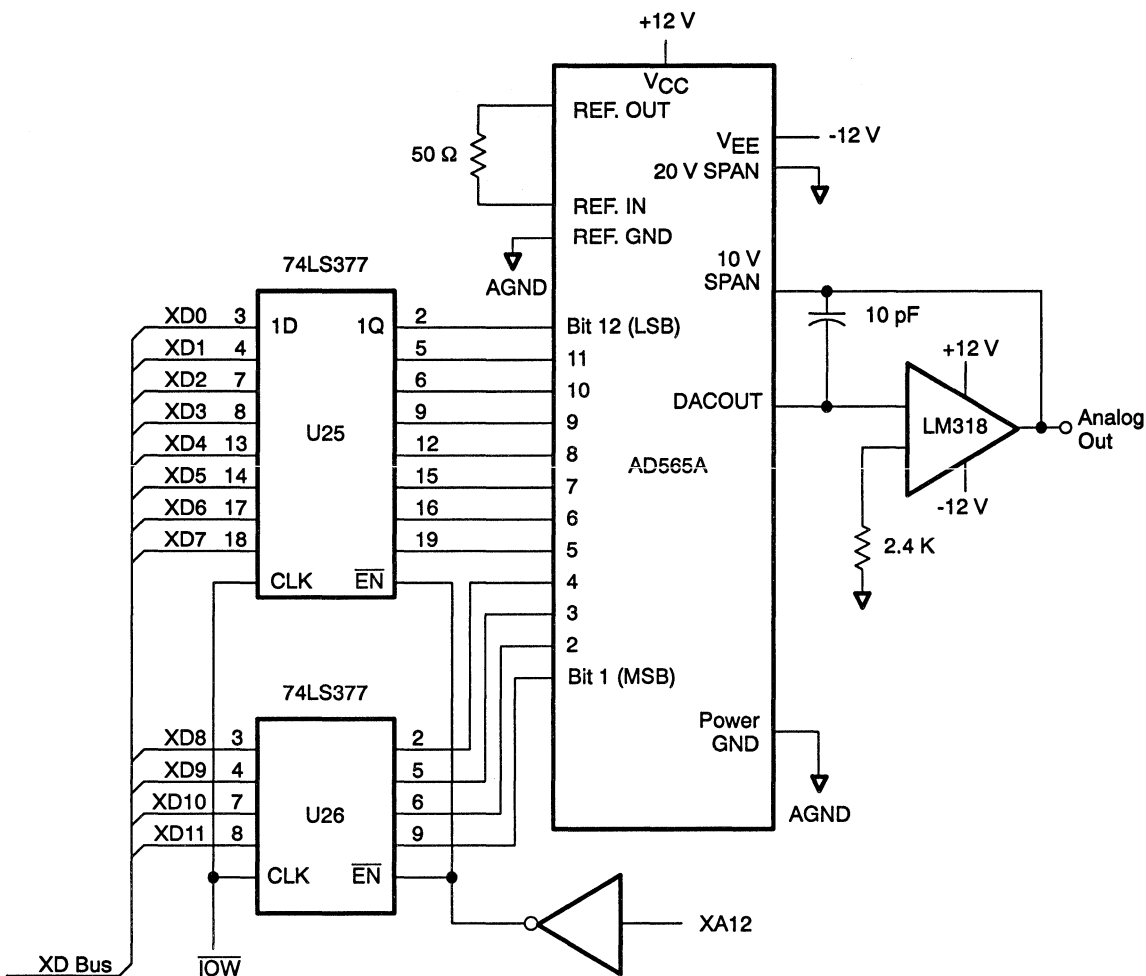 +12 V
VCC
REF. OUT
50 Ω
VEE
-12 V
20 V SPAN
REF. IN
REF. GND
AGND
10 V
SPAN
10 pF
74LS377
XD0 3 1D 1Q 2 Bit 12 (LSB)
XD1 4 5 11
XD2 7 6 10
XD3 8 9 9
XD4 13 12 8
XD5 14 15 7
XD6 17 16 6
XD7 18 19 5
U25
CLK EN
4
3
2
Bit 1 (MSB)
DACOUT
AD565A
+12 V
LM318
-12 V
Analog
Out
2.4 K
74LS377
XD8 3 2
XD9 4 5
XD10 7 6
XD11 8 9
U26
CLK EN
Power
GND
AGND
XA12
XD Bus
IOW